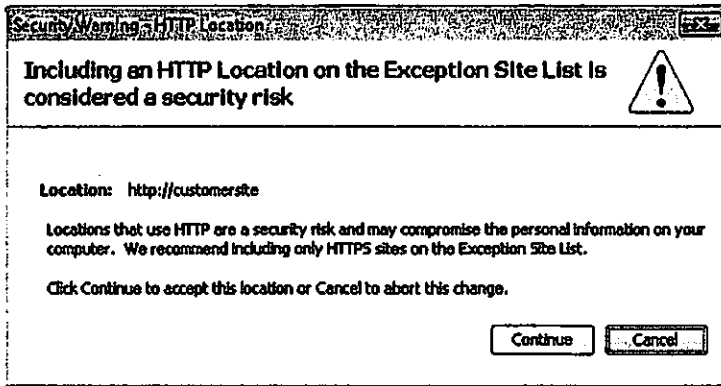 Security Warning - HTTP Location
Including an HTTP Location on the Exception Site List is
considered a security risk
Location: http://customersite
Locations that use HTTP are a security risk and may compromise the personal information on your
computer. We recommend including only HTTPS sites on the Exception Site List.
Click Continue to accept this location or Cancel to abort this change.
Continue Cancel